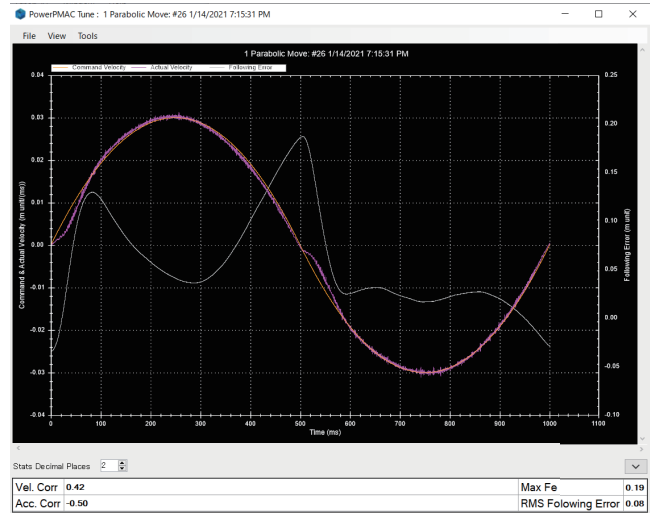 PowerPMAC Tune : 1 Parabolic Move: #26 1/14/2021 7:15:31 PM
File View Tools
1 Parabolic Move: #26 1/14/2021 7:15:31 PM
Command Velocity Actual Velocity Following Error
0.04
0.03
0.02
0.01
0.00
-0.01
-0.02
-0.03
-0.04
Command & Actual Velocity (m unit/(ms))
0.25
0.20
0.15
0.10
0.05
0.00
-0.05
-0.10
Following Error (m unit)
0 100 200 300 400 500 600 700 800 900 1000 1100
Time (ms)
Stats Decimal Places 2
Vel. Corr 0.42 Max Fe 0.19
Acc. Corr -0.50 RMS Folowing Error 0.08